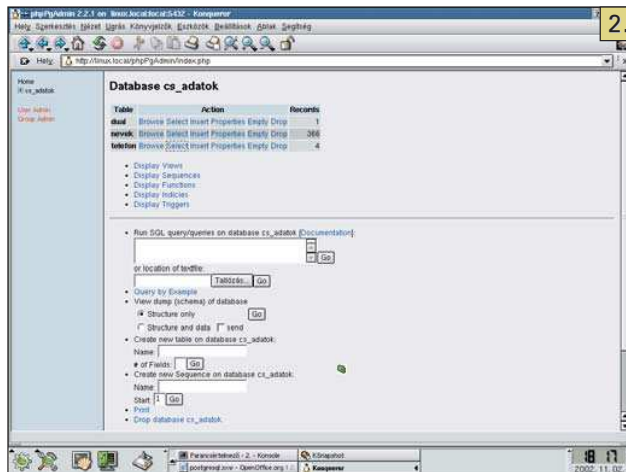 phpPgAdmin 2.2.1 on linux.local:local:5432 - Konqueror
2.
Hely Szerkesztés Nézet Ugrás Könyvjelzők Eszközök Beállítások Ablak Segítség
Hely: http://linux.local/phpPgAdmin/index.php
Home
cs_adatok
User Admin
Group Admin
Database cs_adatok
Table Action Records
dual Browse Select Insert Properties Empty Drop 1
nevek Browse Select Insert Properties Empty Drop 366
telefon Browse Select Insert Properties Empty Drop 4
Display Views
Display Sequences
Display Functions
Display Indicies
Display Triggers
Run SQL query/queries on database cs_adatok [Documentation]:
Go
or location of textfile:
Tallózás... Go
Query by Example
View dump (schema) of database
Structure only Go
Structure and data send
Create new table on database cs_adatok:
Name:
# of Fields: Go
Create new Sequence on database cs_adatok:
Name:
Start: 1 Go
Print
Drop database cs_adatok
Parancsértelmező - 2. - Konsole
Konqueror
18 17
2002.11.02.